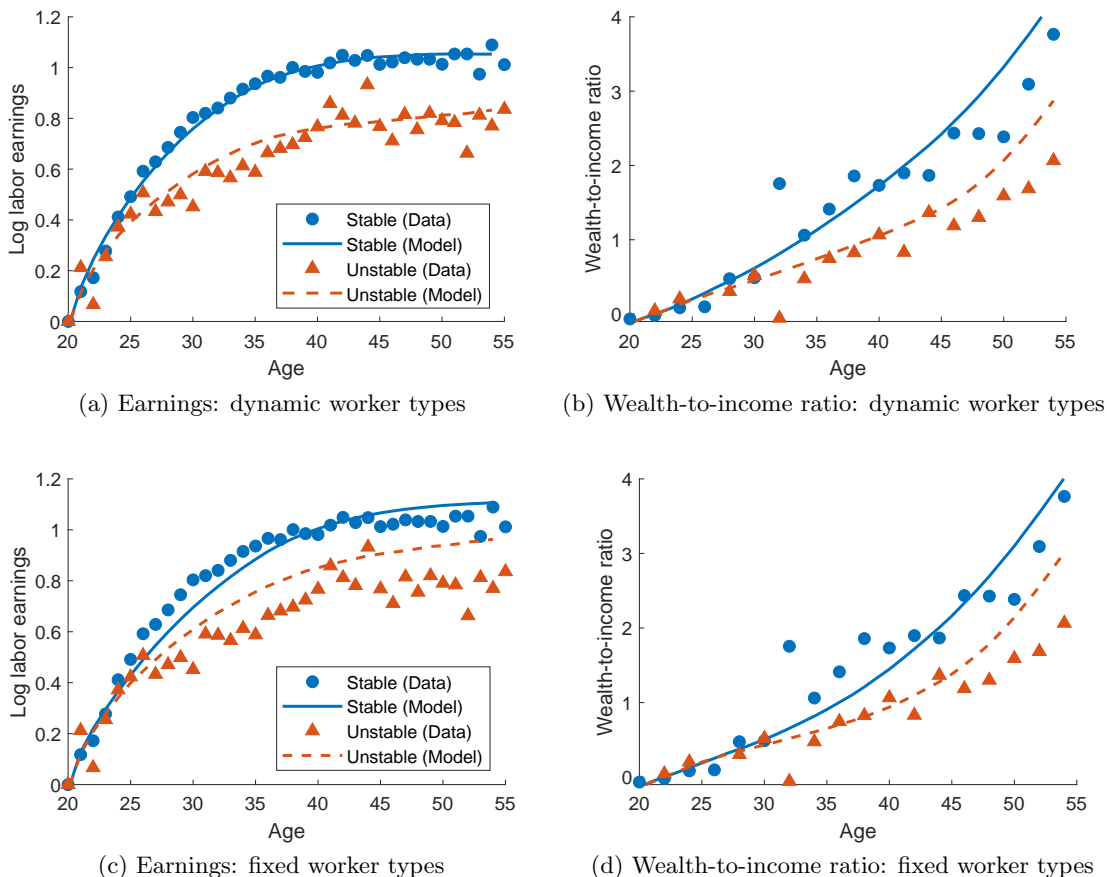 1.2
1
0.8
0.6
0.4
0.2
0
Log labor earnings
20 25 30 35 40 45 50 55
Age
Stable (Data)
Stable (Model)
Unstable (Data)
Unstable (Model)
(a) Earnings: dynamic worker types
4
3
2
1
0
Wealth-to-income ratio
20 25 30 35 40 45 50 55
Age
(b) Wealth-to-income ratio: dynamic worker types
1.2
1
0.8
0.6
0.4
0.2
0
Log labor earnings
20 25 30 35 40 45 50 55
Age
Stable (Data)
Stable (Model)
Unstable (Data)
Unstable (Model)
(c) Earnings: fixed worker types
4
3
2
1
0
Wealth-to-income ratio
20 25 30 35 40 45 50 55
Age
(d) Wealth-to-income ratio: fixed worker types